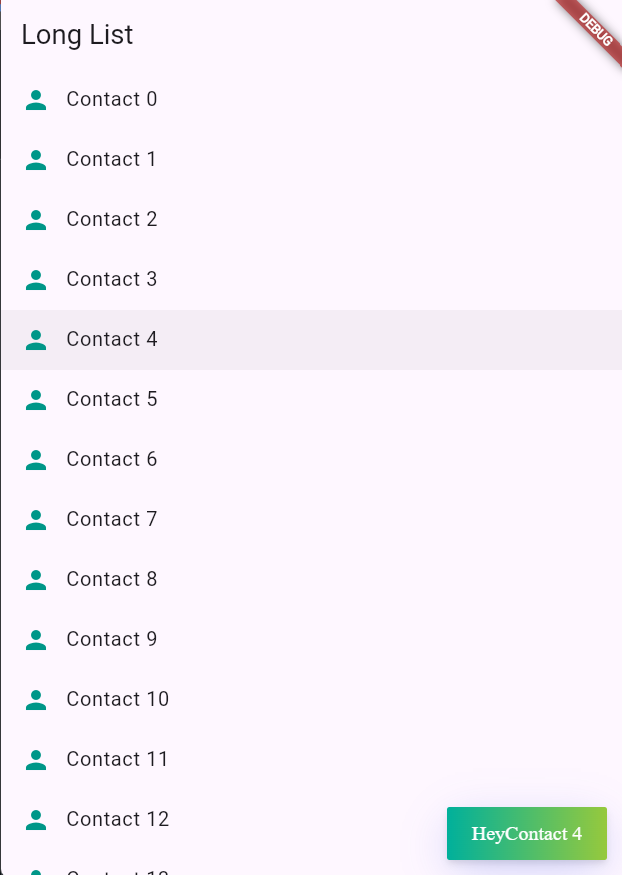 Long List
DEBUG
Contact 0
Contact 1
Contact 2
Contact 3
Contact 4
Contact 5
Contact 6
Contact 7
Contact 8
Contact 9
Contact 10
Contact 11
Contact 12
HeyContact 4